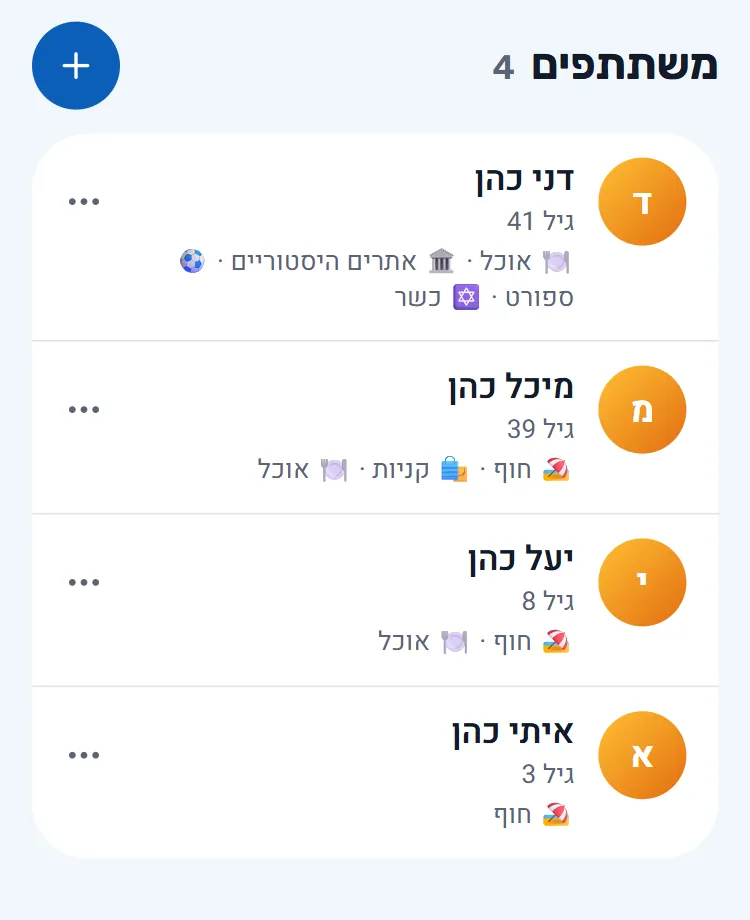 משתתפים 4
ד
דני כהן
גיל 41
🍽️ אוכל · 🏛️ אתרים היסטוריים · ⚽
ספורט · ✡️ כשר
מ
מיכל כהן
גיל 39
🏖️ חוף · 🛍️ קניות · 🍽️ אוכל
י
יעל כהן
גיל 8
🏖️ חוף · 🍽️ אוכל
א
איתי כהן
גיל 3
🏖️ חוף